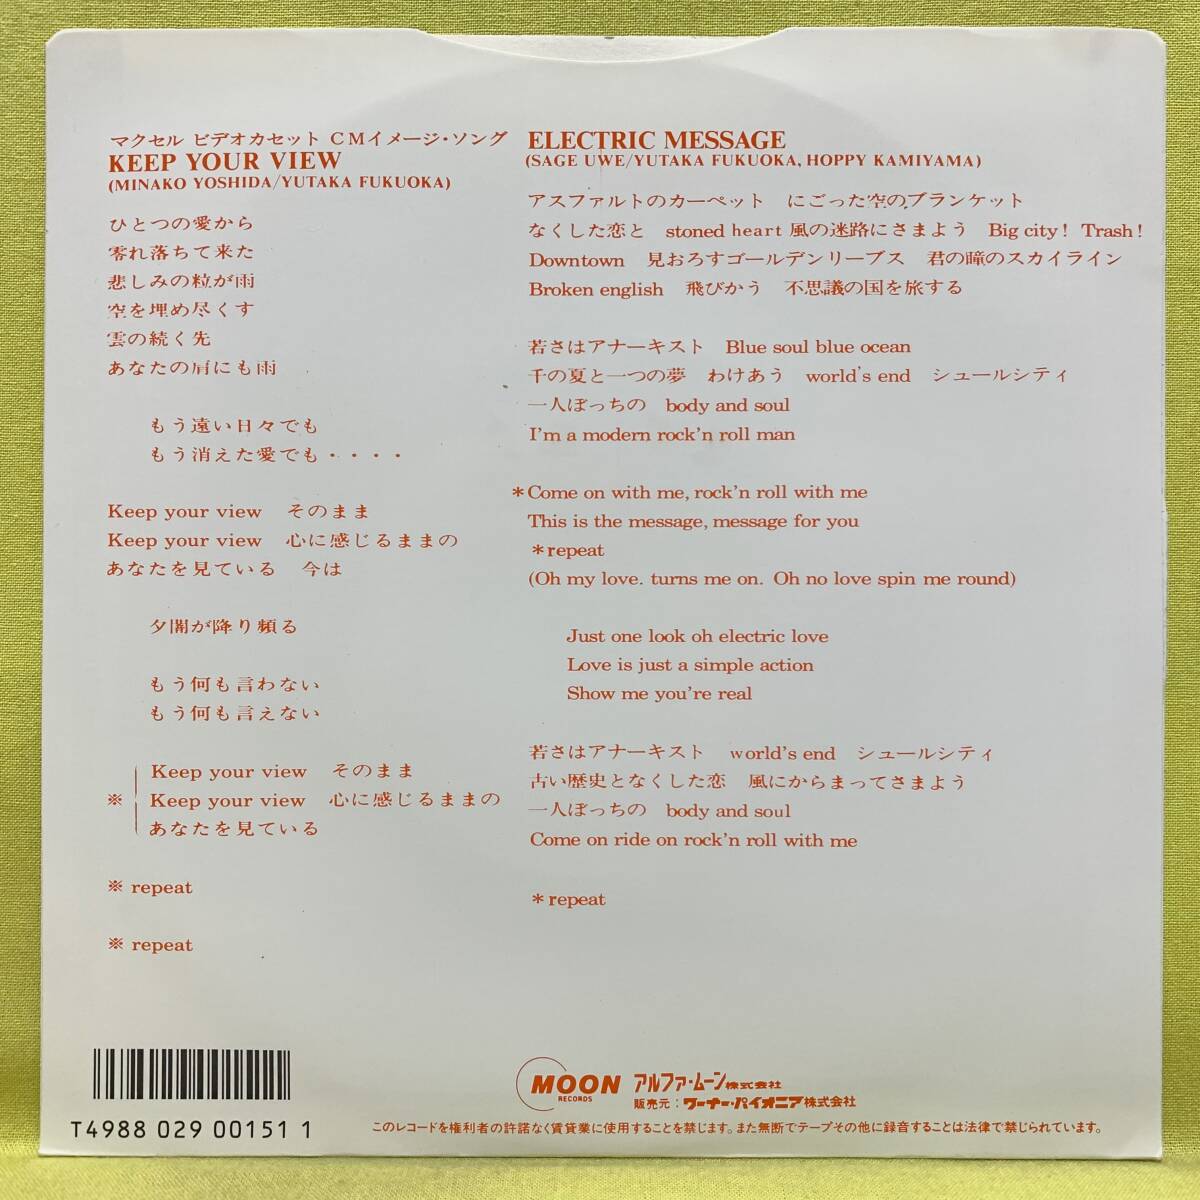 マクセル ビデオカセット CMイメージ・ソング
KEEP YOUR VIEW
(MINAKO YOSHIDA/YUTAKA FUKUOKA)
ひとつの愛から
零れ落ちて来た
悲しみの粒が雨
空を埋め尽くす
雲の続く先
あなたの肩にも雨
もう遠い日々でも
もう消えた愛でも・・・・
Keep your view そのまま
Keep your view 心に感じるままの
あなたを見ている 今は
夕闇が降り頻る
もう何も言わない
もう何も言えない
Keep your view そのまま
※ Keep your view 心に感じるままの
あなたを見ている
※ repeat
※ repeat
ELECTRIC MESSAGE
(SAGE UWE/YUTAKA FUKUOKA, HOPPY KAMIYAMA)
アスファルトのカーペット にごった空のブランケット
なくした恋と stoned heart 風の迷路にさまよう Big city! Trash!
Downtown 見おろすゴールデンリーブス 君の瞳のスカイライン
Broken english 飛びかう 不思議の国を旅する
若さはアナーキスト Blue soul blue ocean
千の夏と一つの夢 わけあう world's end シュールシティ
一人ぼっちの body and soul
I'm a modern rock'n roll man
*Come on with me, rock'n roll with me
This is the message, message for you
*repeat
(Oh my love. turns me on. Oh no love spin me round)
Just one look oh electric love
Love is just a simple action
Show me you're real
若さはアナーキスト world's end シュールシティ
古い歴史となくした恋 風にからまってさまよう
一人ぼっちの body and soul
Come on ride on rock'n roll with me
*repeat
T4988 029 00151 1
MOON RECORDS アルファ・ムーン株式会社
販売元：ワーナー・パイオニア株式会社
このレコードを権利者の許諾なく賃貸業に使用することを禁じます。また無断でテープその他に録音することは法律で禁じられています。